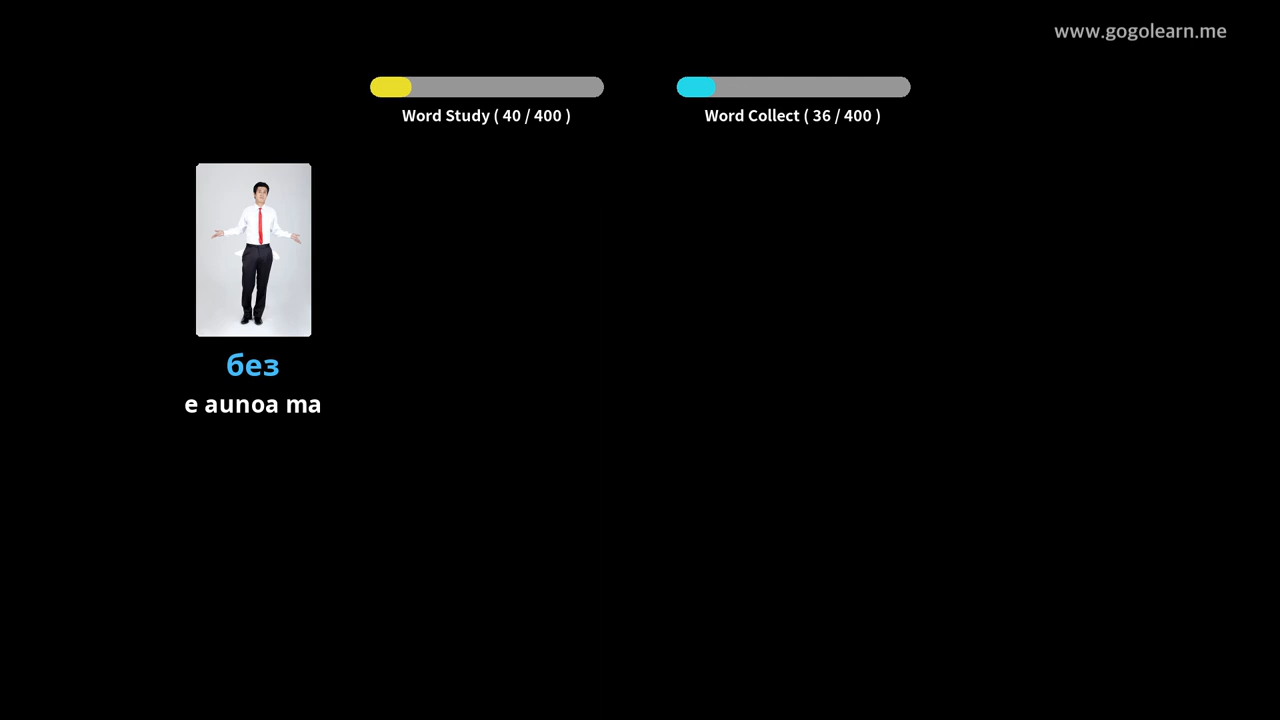 www.gogolearn.me
Word Study ( 40 / 400 )
Word Collect ( 36 / 400 )
без
e aunoa ma